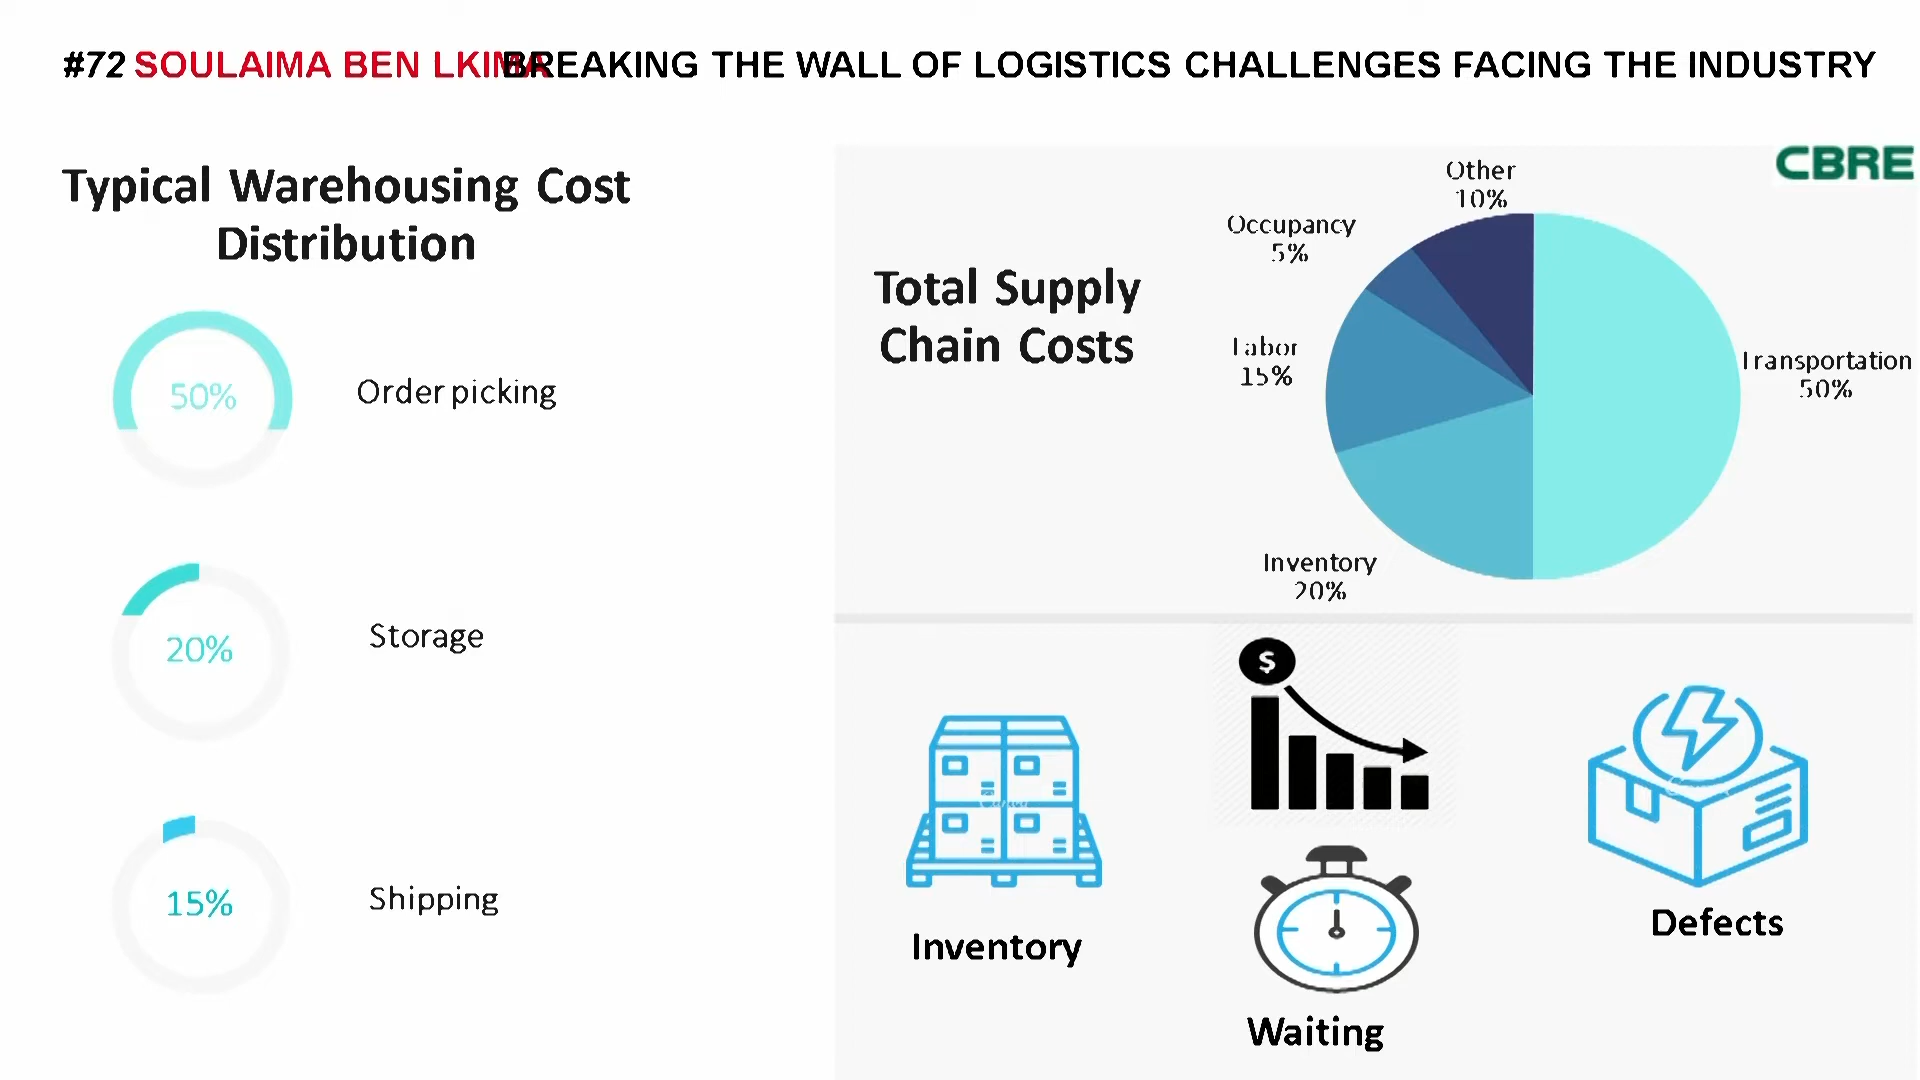 #72 SOULAIMA BEN LKIMA BREAKING THE WALL OF LOGISTICS CHALLENGES FACING THE INDUSTRY
Typical Warehousing Cost
Distribution
50%
Order picking
20%
Storage
15%
Shipping
CBRE
Total Supply
Chain Costs
Other
10%
Occupancy
5%
Labor
15%
Transportation
50%
Inventory
20%
$
Inventory
Waiting
Defects